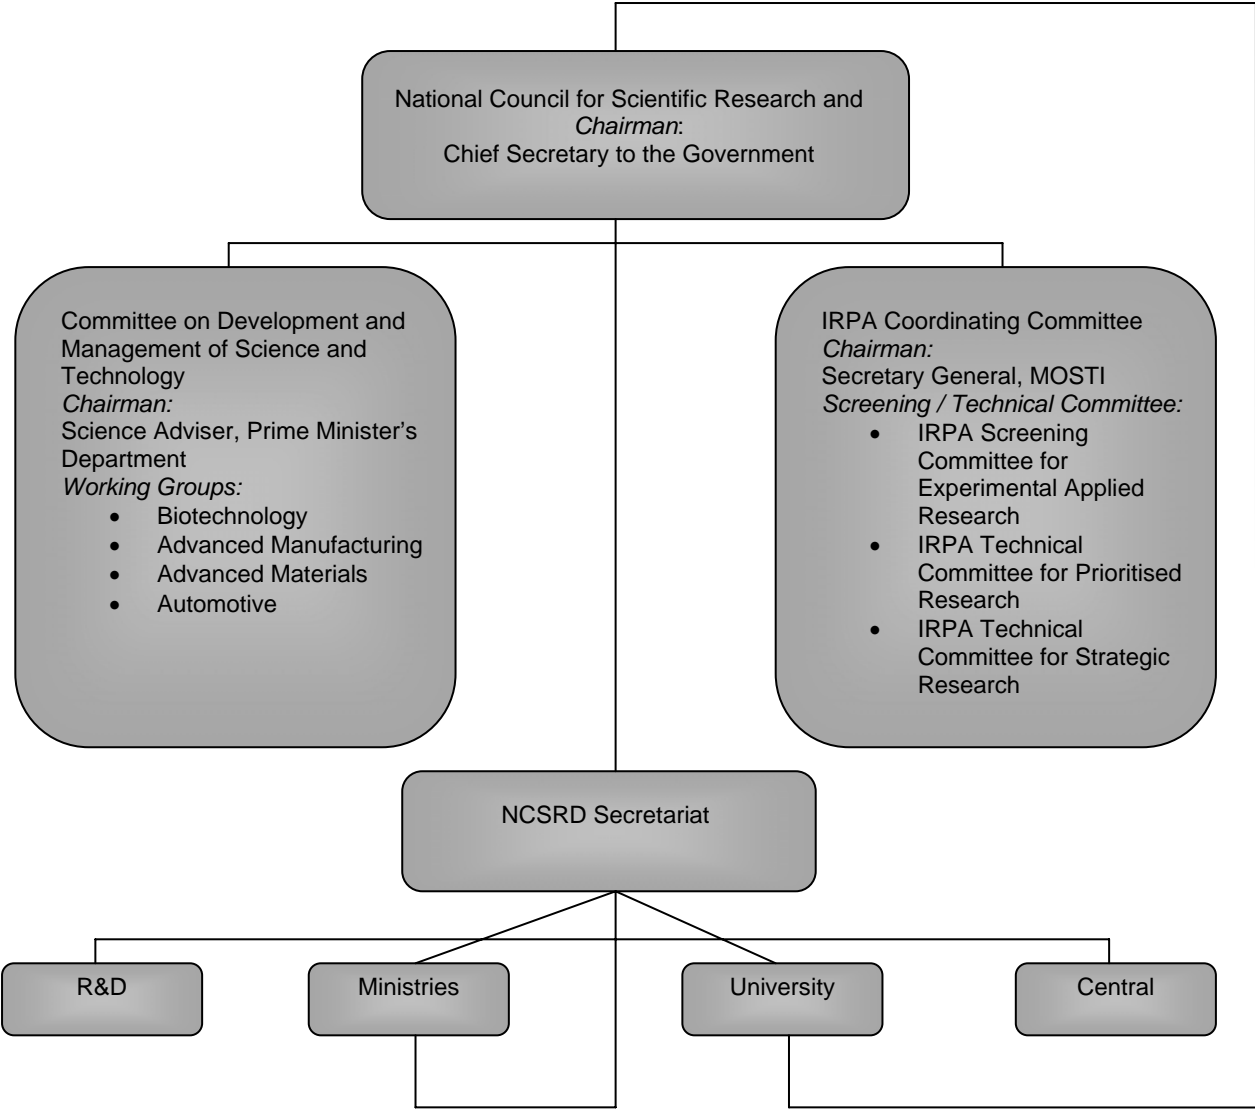 National Council for Scientific Research and
Chairman:
Chief Secretary to the Government
Committee on Development and
Management of Science and
Technology
Chairman:
Science Adviser, Prime Minister’s
Department
Working Groups:
• Biotechnology
• Advanced Manufacturing
• Advanced Materials
• Automotive
IRPA Coordinating Committee
Chairman:
Secretary General, MOSTI
Screening / Technical Committee:
• IRPA Screening
Committee for
Experimental Applied
Research
• IRPA Technical
Committee for Prioritised
Research
• IRPA Technical
Committee for Strategic
Research
NCSRD Secretariat
R&D
Ministries
University
Central